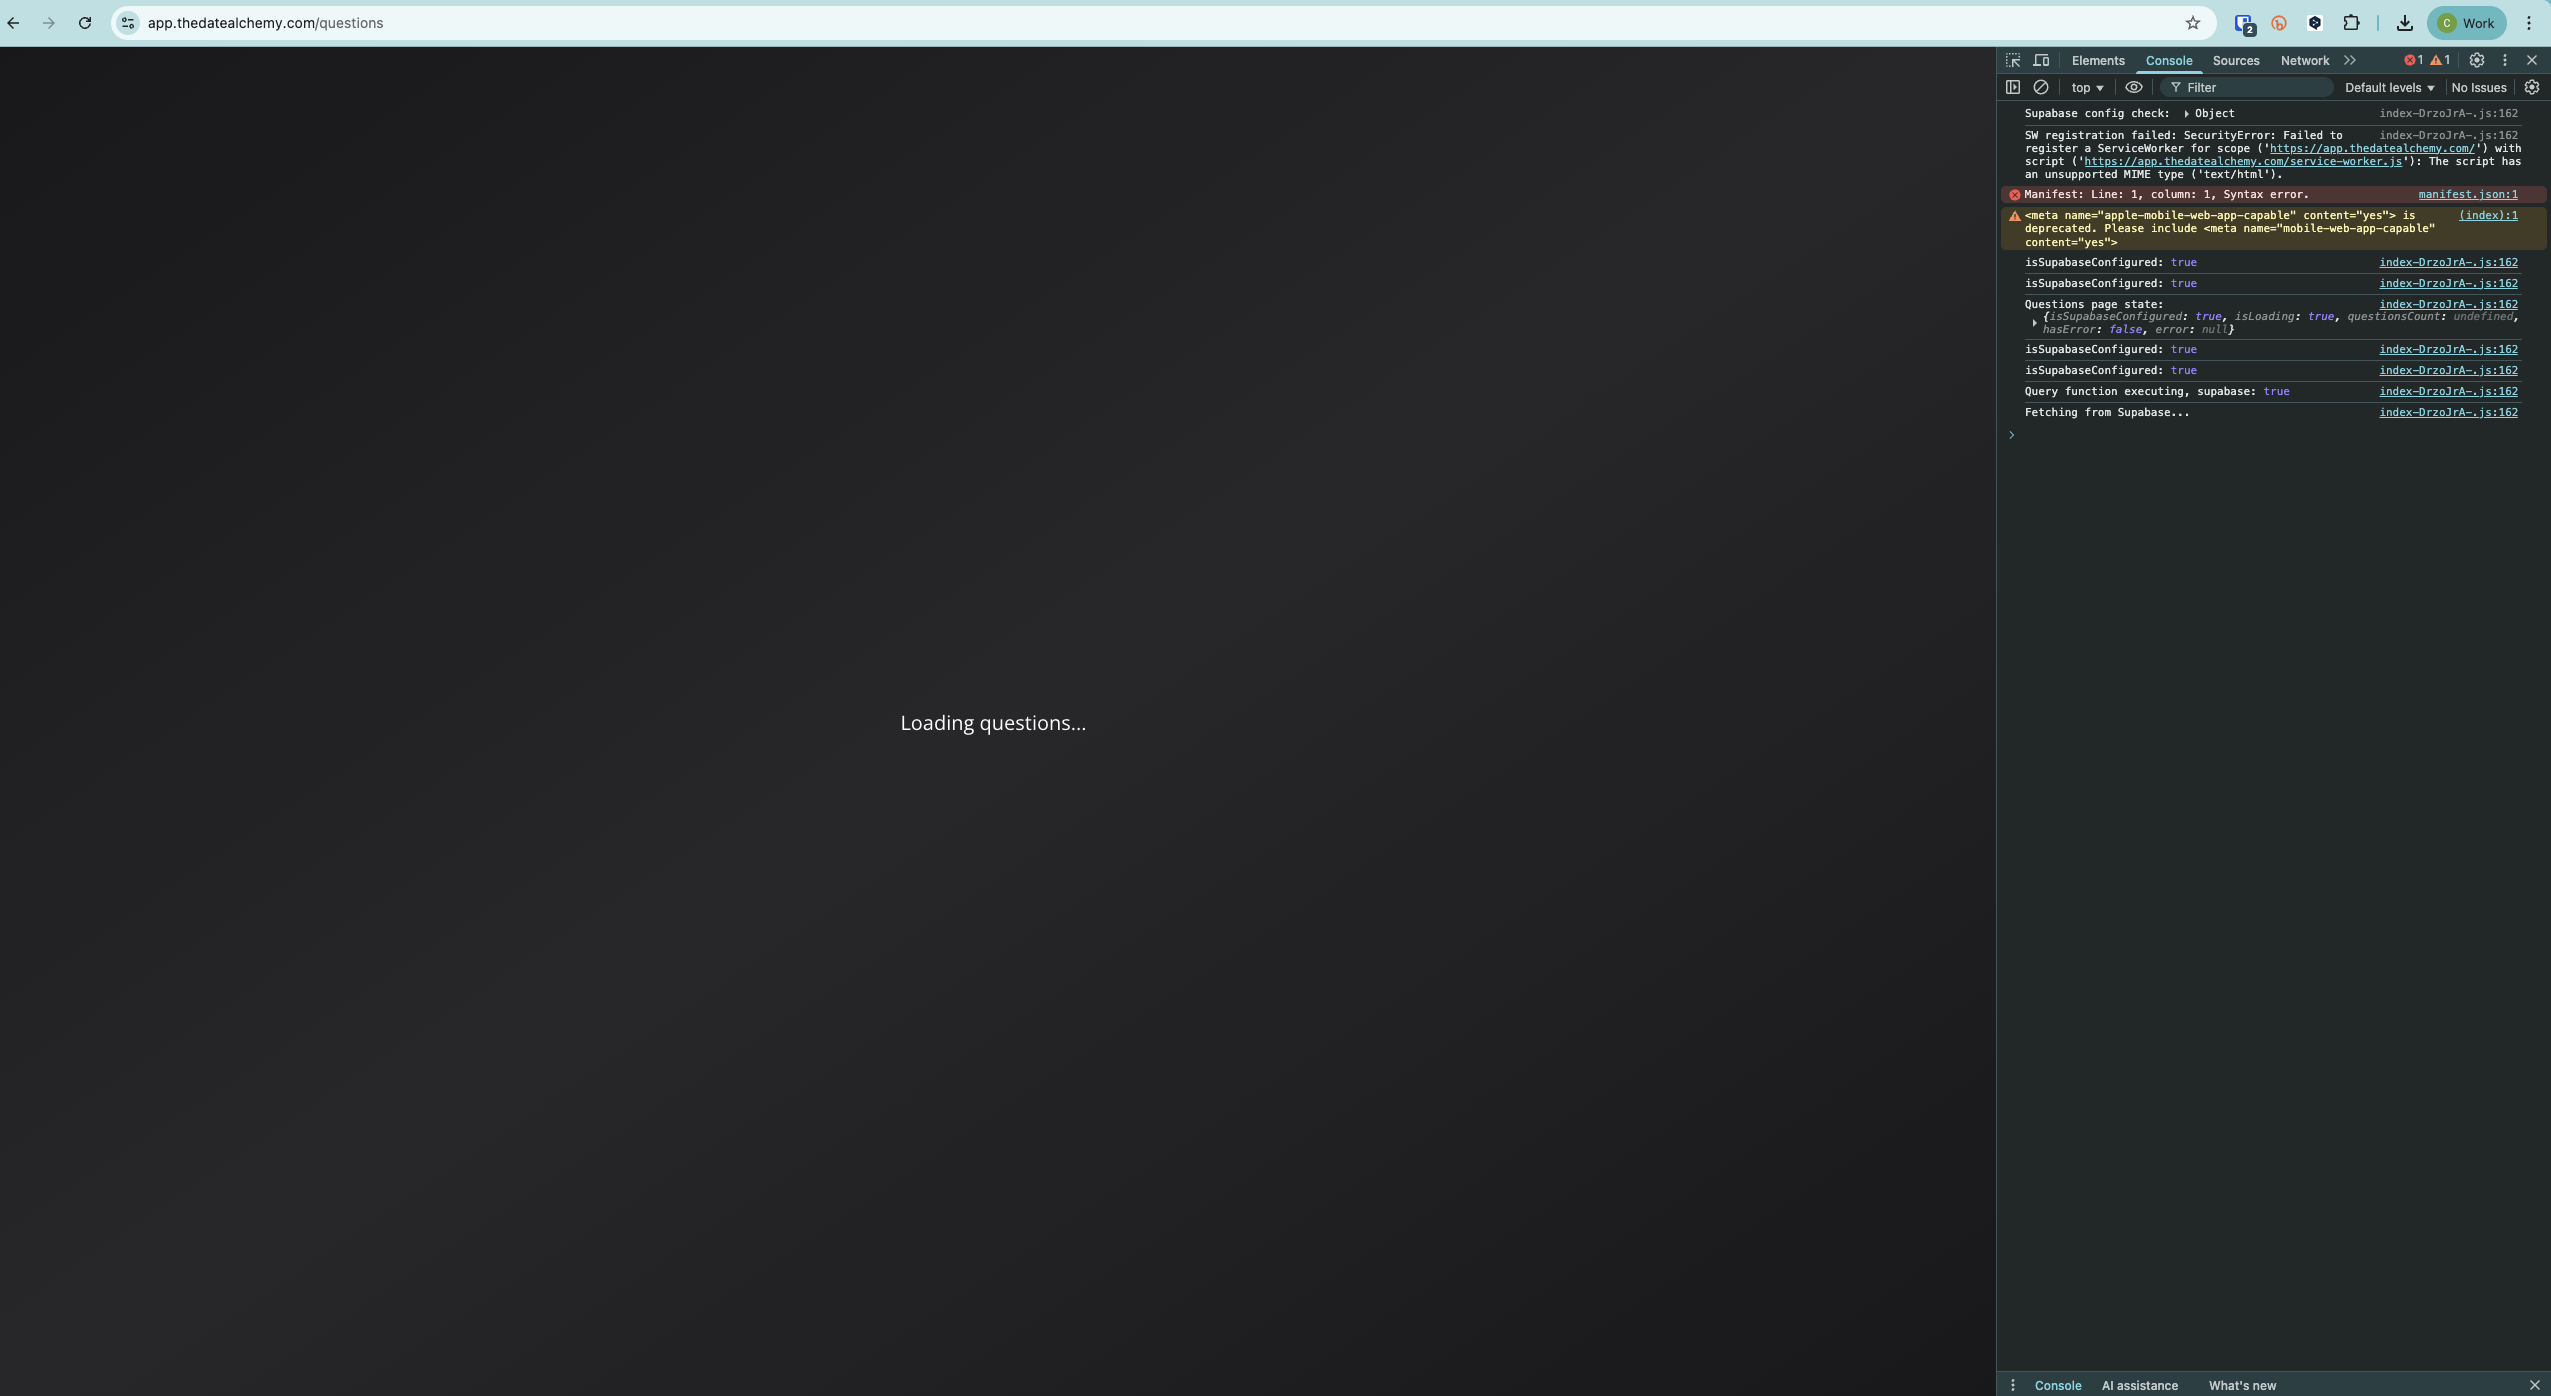 app.thedatealchemy.com/questions
2
C Work
Elements Console Sources Network 1 1
top Filter Default levels No Issues
Supabase config check: Object index-DrzoJrA-.js:162
SW registration failed: SecurityError: Failed to index-DrzoJrA-.js:162
register a ServiceWorker for scope ('https://app.thedatealchemy.com/') with
script ('https://app.thedatealchemy.com/service-worker.js'): The script has
an unsupported MIME type ('text/html').
Manifest: Line: 1, column: 1, Syntax error. manifest.json:1
<meta name="apple-mobile-web-app-capable" content="yes"> is (index):1
deprecated. Please include <meta name="mobile-web-app-capable"
content="yes">
isSupabaseConfigured: true index-DrzoJrA-.js:162
isSupabaseConfigured: true index-DrzoJrA-.js:162
Questions page state: index-DrzoJrA-.js:162
{isSupabaseConfigured: true, isLoading: true, questionsCount: undefined,
hasError: false, error: null}
isSupabaseConfigured: true index-DrzoJrA-.js:162
isSupabaseConfigured: true index-DrzoJrA-.js:162
Query function executing, supabase: true index-DrzoJrA-.js:162
Fetching from Supabase... index-DrzoJrA-.js:162
Loading questions...
Console AI assistance What's new